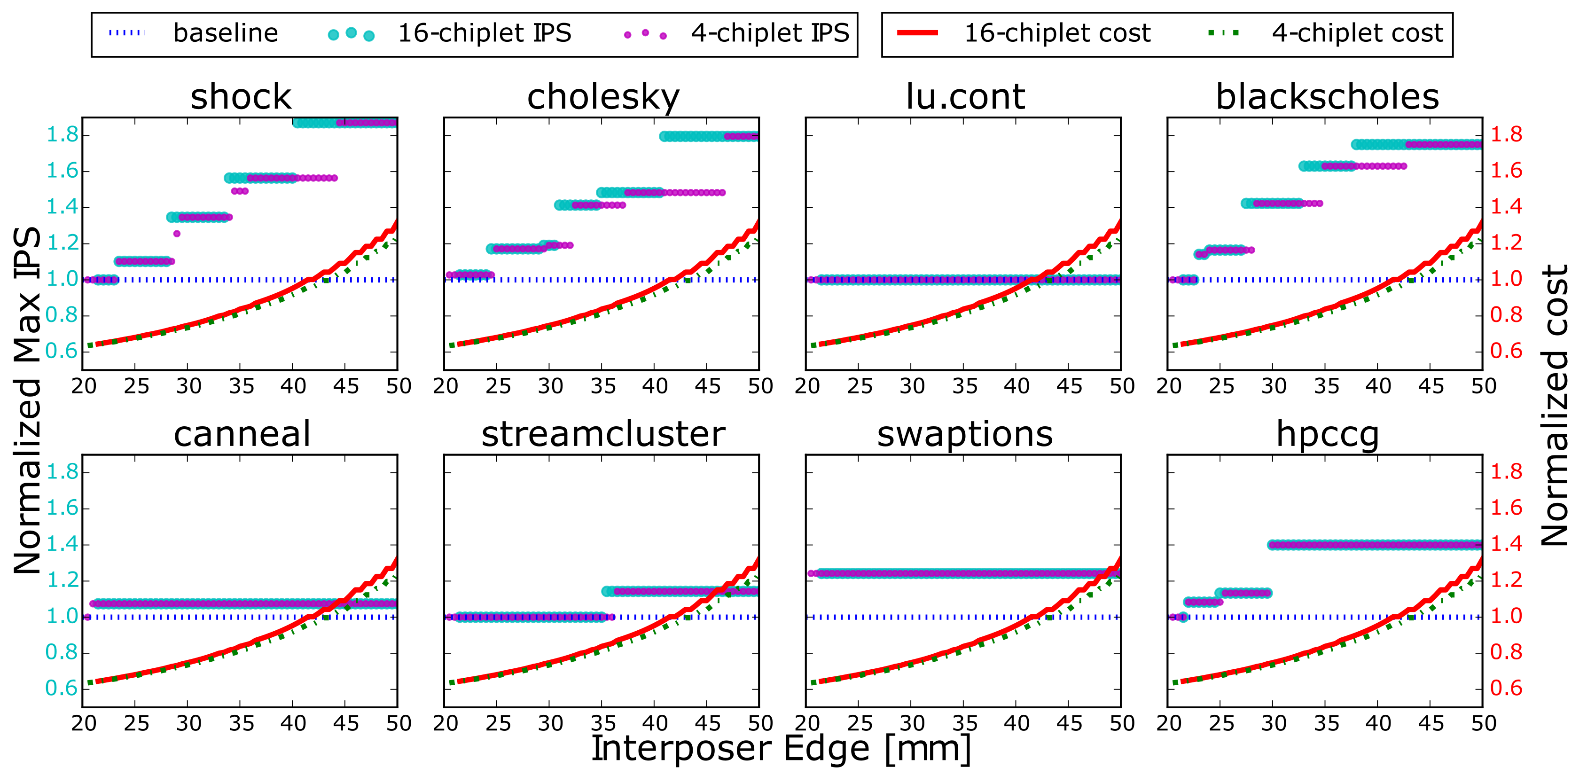 baseline 16-chiplet IPS 4-chiplet IPS 16-chiplet cost 4-chiplet cost
shock cholesky lu.cont blackscholes
Normalized Max IPS
1.8
1.6
1.4
1.2
1.0
0.8
0.6
20 25 30 35 40 45 50
20 25 30 35 40 45 50
20 25 30 35 40 45 50
20 25 30 35 40 45 50
1.8
1.6
1.4
1.2
1.0
0.8
0.6
Normalized cost
canneal streamcluster swaptions hpccg
1.8
1.6
1.4
1.2
1.0
0.8
0.6
20 25 30 35 40 45 50
20 25 30 35 40 45 50
20 25 30 35 40 45 50
20 25 30 35 40 45 50
1.8
1.6
1.4
1.2
1.0
0.8
0.6
Interposer Edge [mm]